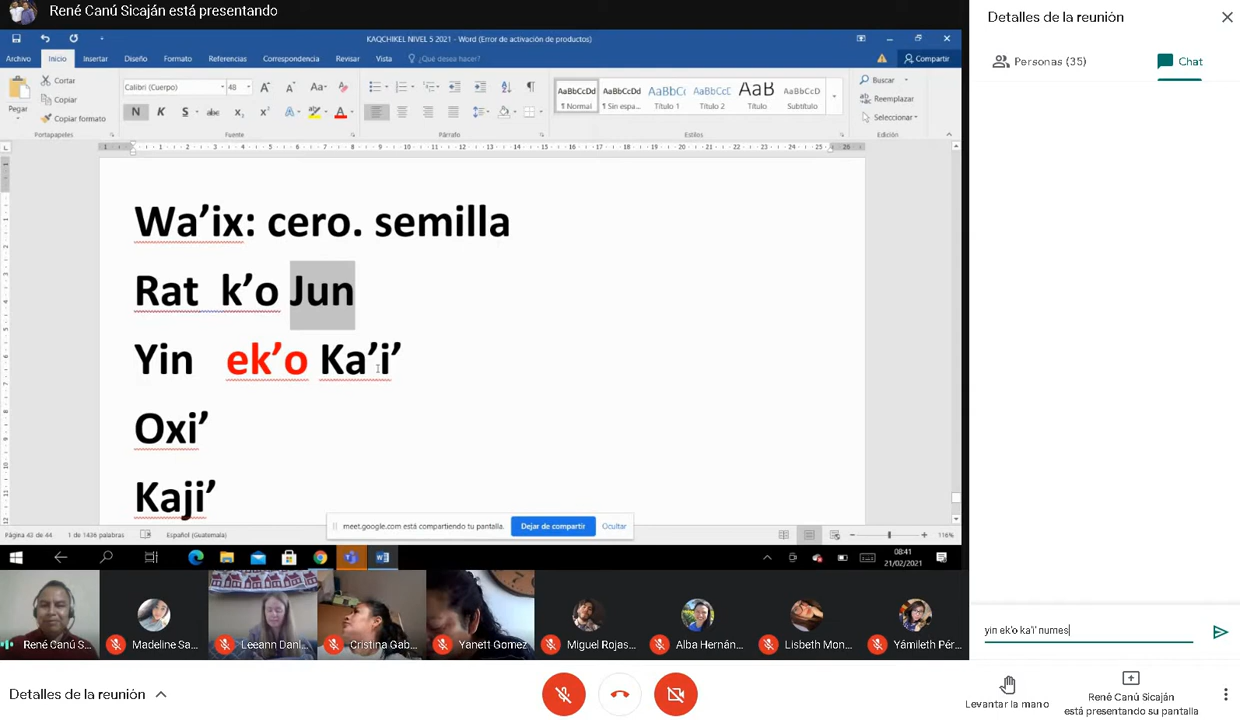 René Canú Sicaján está presentando
Detalles de la reunión
Personas (35)
Chat
KAQCHIKEL NIVEL 5 2021 - Word (Error de activación de productos)
Archivo Inicio Insertar Diseño Formato Referencias Correspondencia Revisar Vista ¿Qué desea hacer? Compartir
Pegar
Cortar
Copiar
Copiar formato
Portapapeles
Calibri (Cuerpo) 48
N K S abc x₂ x²
Fuente
Párrafo
AaBbCcDd AaBbCcDd AaBbCc AaBbCcD AaB AaBbCcD
¶ Normal ¶ Sin espa... Título 1 Título 2 Título Subtítulo
Estilos
Buscar
Reemplazar
Seleccionar
Edición
Wa’ix: cero. semilla
Rat k’o Jun
Yin ek’o Ka’i’
Oxi’
Kaji’
meet.google.com está compartiendo tu pantalla. Dejar de compartir Ocultar
Página 43 de 44 1 de 1436 palabras Español (Guatemala) 116%
08:41
21/02/2021
René Canú S...
Madeline Sa...
Leeann Danl...
Cristina Gab...
Yanett Gomez
Miguel Rojas...
Alba Hernán...
Lisbeth Mon...
Yámileth Pér...
yin ek'o ka'i' numes
Detalles de la reunión
Levantar la mano
René Canú Sicaján
está presentando su pantalla